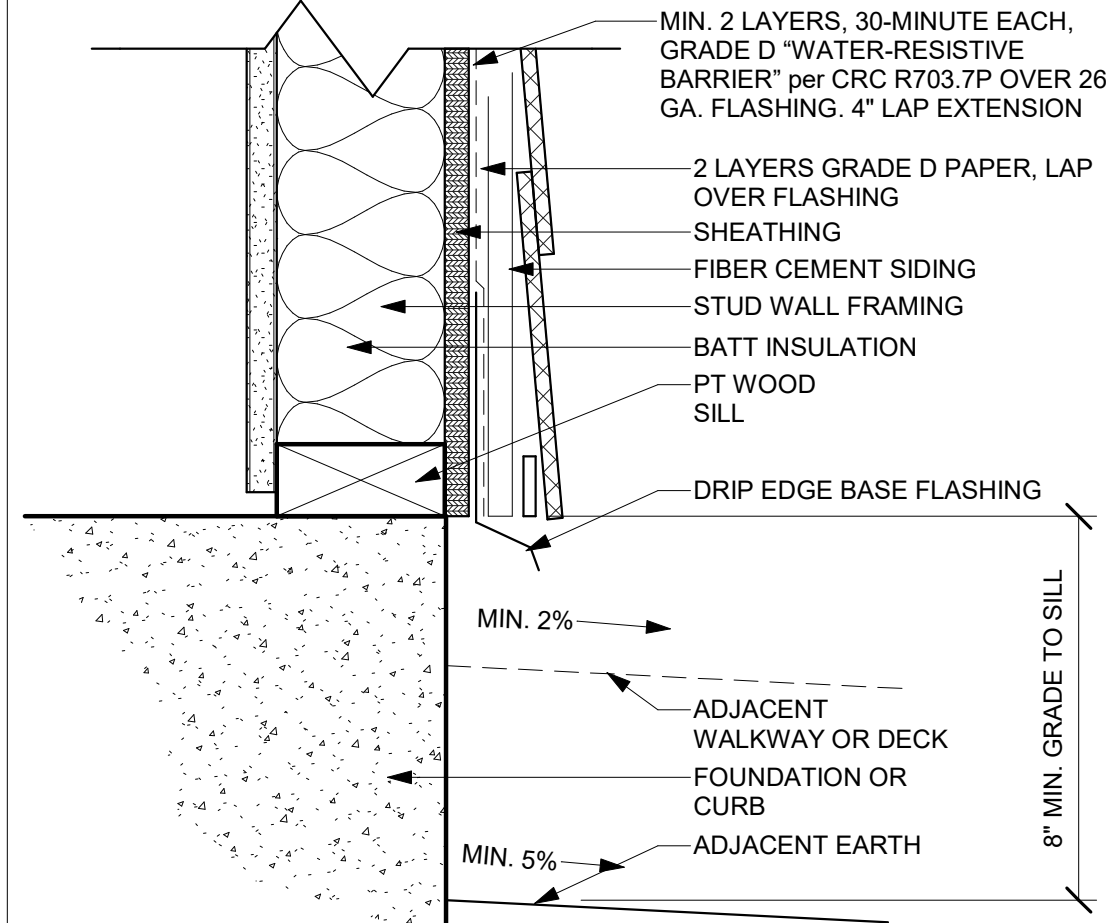 MIN. 2 LAYERS, 30-MINUTE EACH,
GRADE D “WATER-RESISTIVE
BARRIER” per CRC R703.7P OVER 26
GA. FLASHING. 4" LAP EXTENSION
2 LAYERS GRADE D PAPER, LAP
OVER FLASHING
SHEATHING
FIBER CEMENT SIDING
STUD WALL FRAMING
BATT INSULATION
PT WOOD
SILL
DRIP EDGE BASE FLASHING
MIN. 2%
ADJACENT
WALKWAY OR DECK
FOUNDATION OR
CURB
ADJACENT EARTH
MIN. 5%
8" MIN. GRADE TO SILL